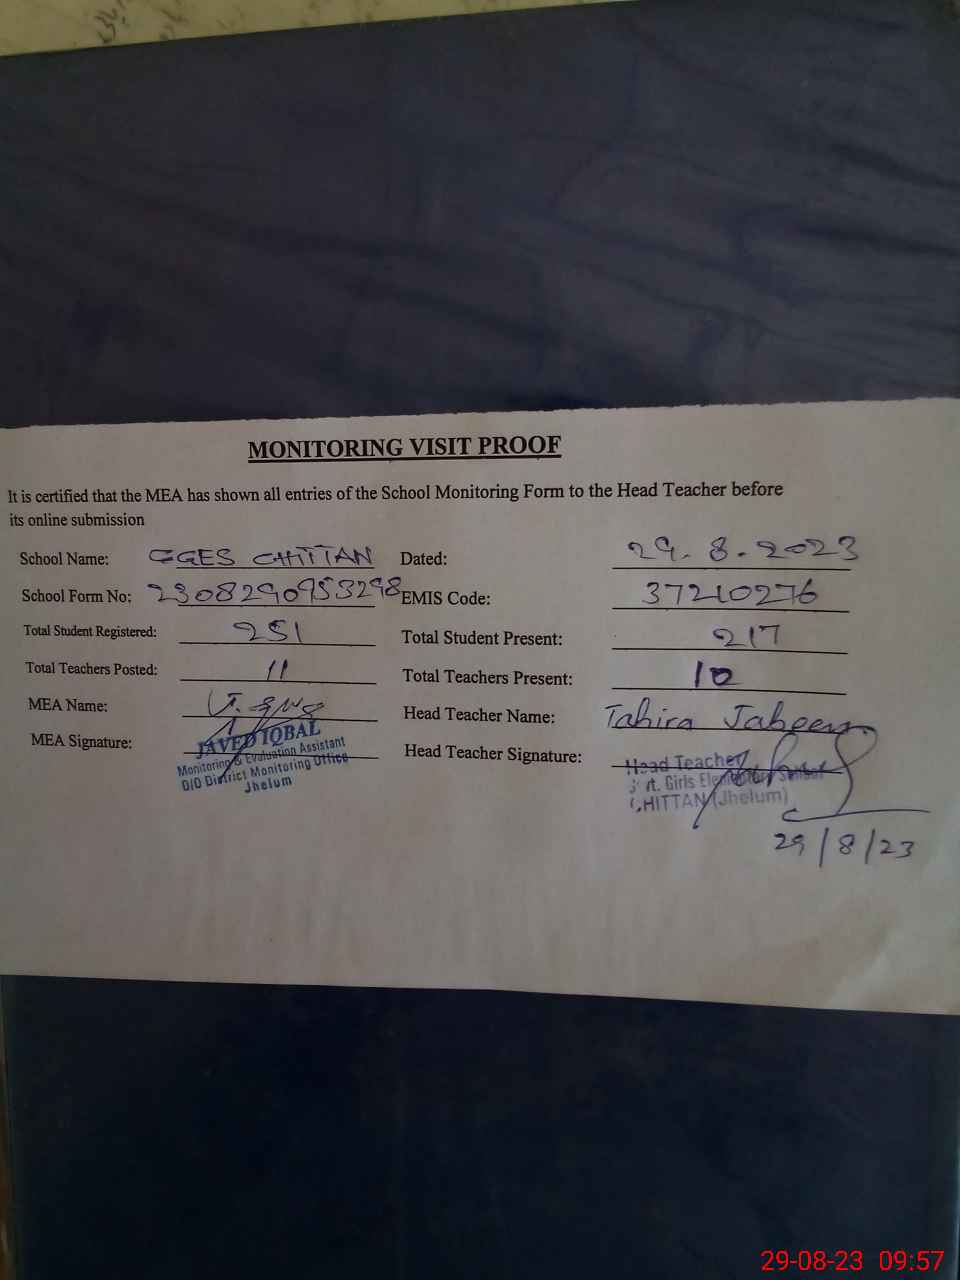 MONITORING VISIT PROOF
It is certified that the MEA has shown all entries of the School Monitoring Form to the Head Teacher before
its online submission
School Name: GGES CHITTAN Dated: 29.8.2023
School Form No: 2308290953298 EMIS Code: 37210276
Total Student Registered: 251 Total Student Present: 217
Total Teachers Posted: 11 Total Teachers Present: 10
MEA Name: J. Head Teacher Name: Tahira Jabeen
MEA Signature: Head Teacher Signature:
JAVED IQBAL
Monitoring & Evaluation Assistant
O/O District Monitoring Office
Jhelum
Head Teacher
Govt. Girls Elementary School
CHITTAN (Jhelum)
29/8/23
29-08-23 09:57